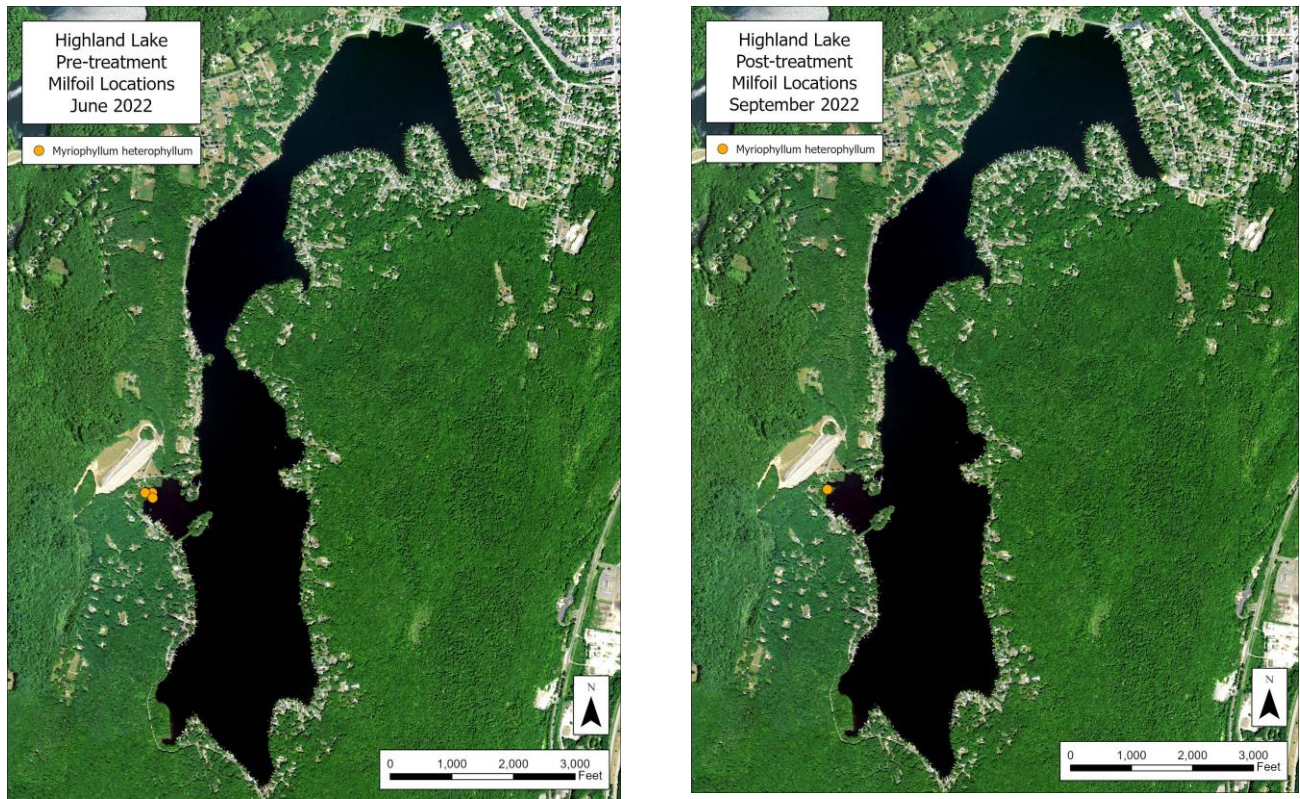 Highland Lake
Pre-treatment
Milfoil Locations
June 2022
Myriophyllum heterophyllum
N
0 1,000 2,000 3,000
Feet
Highland Lake
Post-treatment
Milfoil Locations
September 2022
Myriophyllum heterophyllum
N
0 1,000 2,000 3,000
Feet